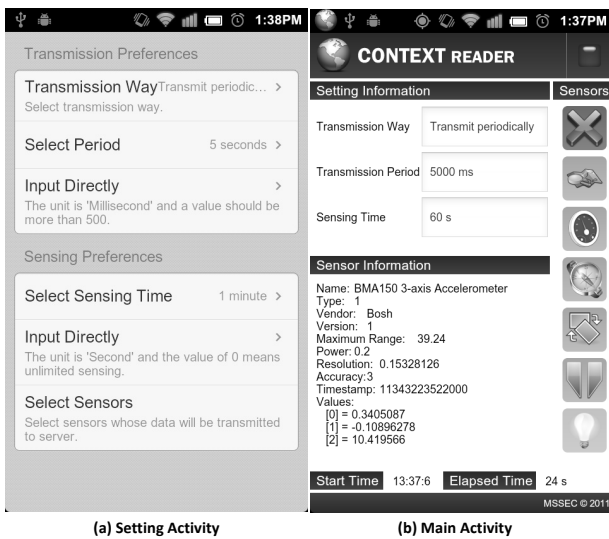 1:38PM
Transmission Preferences
Transmission Way Transmit periodic... >
Select transmission way.
Select Period 5 seconds >
Input Directly >
The unit is 'Millisecond' and a value should be
more than 500.
Sensing Preferences
Select Sensing Time 1 minute >
Input Directly >
The unit is 'Second' and the value of 0 means
unlimited sensing.
Select Sensors
Select sensors whose data will be transmitted
to server.
(a) Setting Activity
1:37PM
CONTEXT READER
Setting Information Sensors
Transmission Way Transmit periodically
Transmission Period 5000 ms
Sensing Time 60 s
Sensor Information
Name: BMA150 3-axis Accelerometer
Type: 1
Vendor: Bosh
Version: 1
Maximum Range: 39.24
Power: 0.2
Resolution: 0.15328126
Accuracy:3
Timestamp: 11343223522000
Values:
[0] = 0.3405087
[1] = -0.10896278
[2] = 10.419566
Start Time 13:37:6 Elapsed Time 24 s
MSSEC © 2011
(b) Main Activity